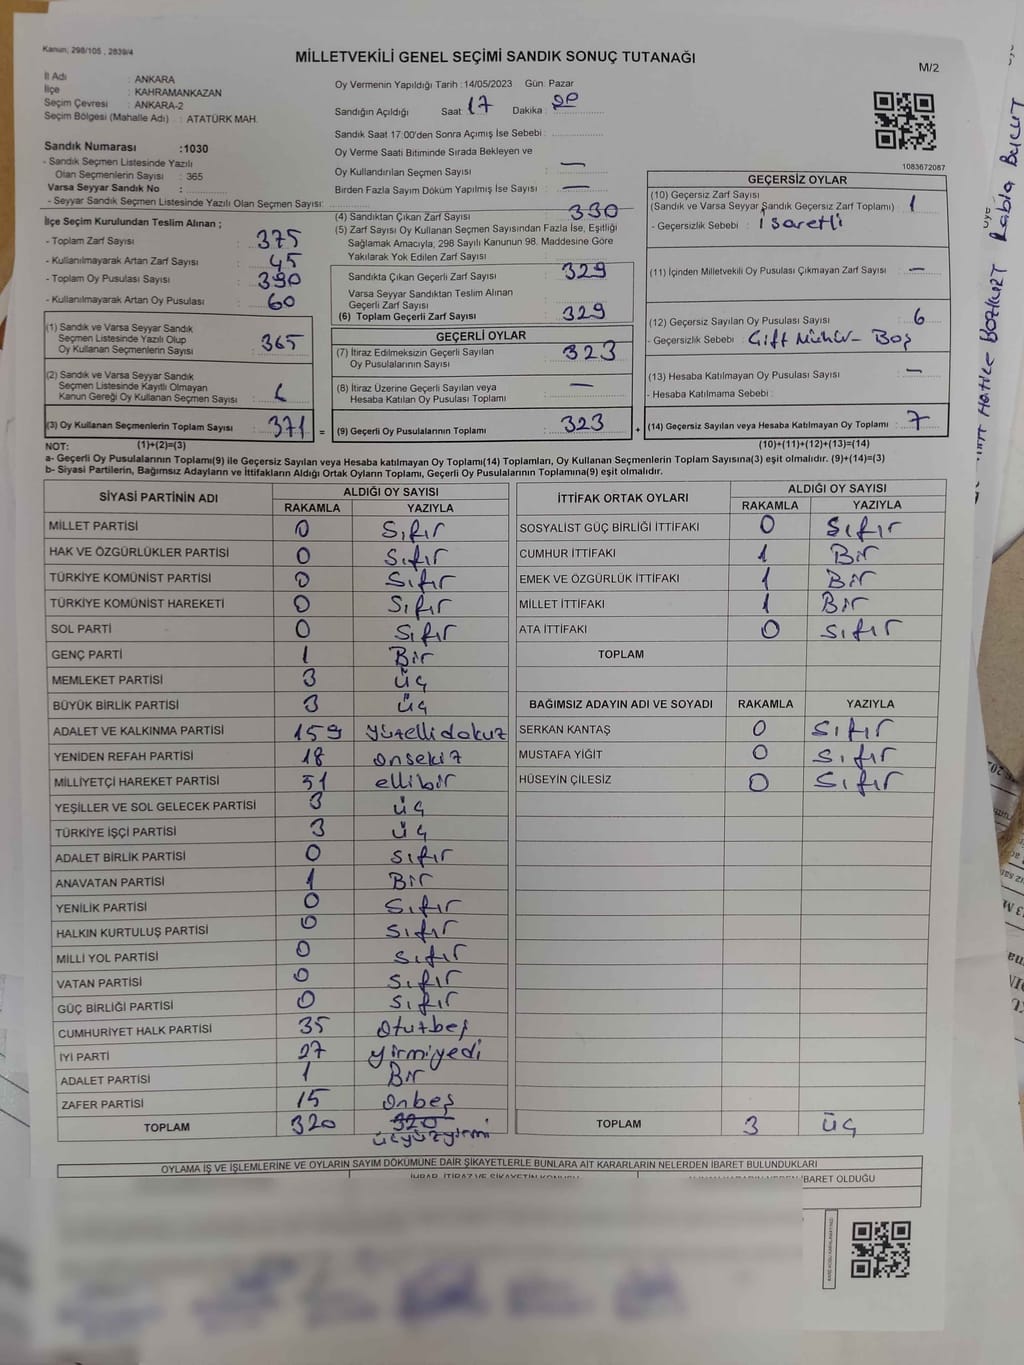 Kanun; 298/105 , 2839/4
MİLLETVEKİLİ GENEL SEÇİMİ SANDIK SONUÇ TUTANAĞI
M/2
İl Adı : ANKARA
İlçe : KAHRAMANKAZAN
Seçim Çevresi : ANKARA-2
Seçim Bölgesi (Mahalle Adı) : ATATÜRK MAH.
Oy Vermenin Yapıldığı Tarih :14/05/2023 Gün: Pazar
Sandığın Açıldığı Saat 17 Dakika
Sandık Saat 17:00'den Sonra Açımış İse Sebebi :
Sandık Numarası :1030
- Sandık Seçmen Listesinde Yazılı
Olan Seçmenlerin Sayısı : 365
Varsa Seyyar Sandık No :
- Seyyar Sandık Seçmen Listesinde Yazılı Olan Seçmen Sayısı:
Oy Verme Saati Bitiminde Sırada Bekleyen ve
Oy Kullandırılan Seçmen Sayısı : —
Birden Fazla Sayım Döküm Yapılmış İse Sayısı : —
1083672087
İlçe Seçim Kurulundan Teslim Alınan ;
- Toplam Zarf Sayısı : 375
- Kullanılmayarak Artan Zarf Sayısı : 45
- Toplam Oy Pusulası Sayısı : 390
- Kullanılmayarak Artan Oy Pusulası : 60
(1) Sandık ve Varsa Seyyar Sandık
Seçmen Listesinde Yazılı Olup
Oy Kullanan Seçmenlerin Sayısı : 365
(2) Sandık ve Varsa Seyyar Sandık
Seçmen Listesinde Kayıtlı Olmayan
Kanun Gereği Oy Kullanan Seçmen Sayısı : 6
(3) Oy Kullanan Seçmenlerin Toplam Sayısı : 371 =
(4) Sandıktan Çıkan Zarf Sayısı : 330
(5) Zarf Sayısı Oy Kullanan Seçmen Sayısından Fazla İse, Eşitliği
Sağlamak Amacıyla, 298 Sayılı Kanunun 98. Maddesine Göre
Yakılarak Yok Edilen Zarf Sayısı :
Sandıkta Çıkan Geçerli Zarf Sayısı : 329
Varsa Seyyar Sandıktan Teslim Alınan
Geçerli Zarf Sayısı
(6) Toplam Geçerli Zarf Sayısı : 329
GEÇERLİ OYLAR
(7) İtiraz Edilmeksizin Geçerli Sayılan
Oy Pusulalarının Sayısı : 323
(8) İtiraz Üzerine Geçerli Sayılan veya
Hesaba Katılan Oy Pusulası Toplamı : —
(9) Geçerli Oy Pusulalarının Toplamı : 323 +
GEÇERSİZ OYLAR
(10) Geçersiz Zarf Sayısı
(Sandık ve Varsa Seyyar Sandık Geçersiz Zarf Toplamı) : 1
- Geçersizlik Sebebi : işaretli
(11) İçinden Milletvekili Oy Pusulası Çıkmayan Zarf Sayısı : —
(12) Geçersiz Sayılan Oy Pusulası Sayısı : 6
- Geçersizlik Sebebi : Çift Mühür- Boş
(13) Hesaba Katılmayan Oy Pusulası Sayısı : —
- Hesaba Katılmama Sebebi :
(14) Geçersiz Sayılan veya Hesaba Katılmayan Oy Toplamı : 7
NOT: (1)+(2)=(3) (10)+(11)+(12)+(13)=(14)
a- Geçerli Oy Pusulalarının Toplamı(9) ile Geçersiz Sayılan veya Hesaba katılmayan Oy Toplamı(14) Toplamları, Oy Kullanan Seçmenlerin Toplam Sayısına(3) eşit olmalıdır. (9)+(14)=(3)
b- Siyasi Partilerin, Bağımsız Adayların ve İttifakların Aldığı Ortak Oyların Toplamı, Geçerli Oy Pusulalarının Toplamına(9) eşit olmalıdır.
SİYASİ PARTİNİN ADI ALDIĞI OY SAYISI
RAKAMLA YAZIYLA
MİLLET PARTİSİ 0 Sıfır
HAK VE ÖZGÜRLÜKLER PARTİSİ 0 Sıfır
TÜRKİYE KOMÜNİST PARTİSİ 0 Sıfır
TÜRKİYE KOMÜNİST HAREKETİ 0 Sıfır
SOL PARTİ 0 Sıfır
GENÇ PARTİ 1 Bir
MEMLEKET PARTİSİ 3 üç
BÜYÜK BİRLİK PARTİSİ 3 üç
ADALET VE KALKINMA PARTİSİ 159 yüzellidokuz
YENİDEN REFAH PARTİSİ 18 onsekiz
MİLLİYETÇİ HAREKET PARTİSİ 51 ellibir
YEŞİLLER VE SOL GELECEK PARTİSİ 3 üç
TÜRKİYE İŞÇİ PARTİSİ 3 üç
ADALET BİRLİK PARTİSİ 0 Sıfır
ANAVATAN PARTİSİ 1 Bir
YENİLİK PARTİSİ 0 Sıfır
HALKIN KURTULUŞ PARTİSİ 0 Sıfır
MİLLİ YOL PARTİSİ 0 Sıfır
VATAN PARTİSİ 0 Sıfır
GÜÇ BİRLİĞİ PARTİSİ 0 Sıfır
CUMHURİYET HALK PARTİSİ 35 otuzbeş
İYİ PARTİ 27 yirmiyedi
ADALET PARTİSİ 1 Bir
ZAFER PARTİSİ 15 onbeş
TOPLAM 320 320
üçyüzyirmi
İTTİFAK ORTAK OYLARI ALDIĞI OY SAYISI
RAKAMLA YAZIYLA
SOSYALİST GÜÇ BİRLİĞİ İTTİFAKI 0 Sıfır
CUMHUR İTTİFAKI 1 Bir
EMEK VE ÖZGÜRLÜK İTTİFAKI 1 Bir
MİLLET İTTİFAKI 1 Bir
ATA İTTİFAKI 0 Sıfır
TOPLAM
BAĞIMSIZ ADAYIN ADI VE SOYADI RAKAMLA YAZIYLA
SERKAN KANTAŞ 0 Sıfır
MUSTAFA YİĞİT 0 Sıfır
HÜSEYİN ÇİLESİZ 0 Sıfır
TOPLAM 3 üç
OYLAMA İŞ VE İŞLEMLERİNE VE OYLARIN SAYIM DÖKÜMÜNE DAİR ŞİKAYETLERLE BUNLARA AİT KARARLARIN NELERDEN İBARET BULUNDUKLARI
İHBAR, İTİRAZ VE ŞİKAYETİN KONUSU İBARET OLDUĞU
üye
Rabia Bulut
Hatice BOZKURT